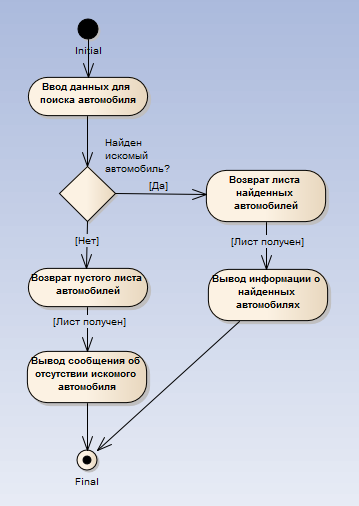 Initial
Ввод данных для
поиска автомобиля
Найден
искомый
автомобиль?
[Да]
Возврат листа
найденных
автомобилей
[Нет]
[Лист получен]
Возврат пустого листа
автомобилей
Вывод информации о
найденных
автомобилях
[Лист получен]
Вывод сообщения об
отсутствии искомого
автомобиля
Final